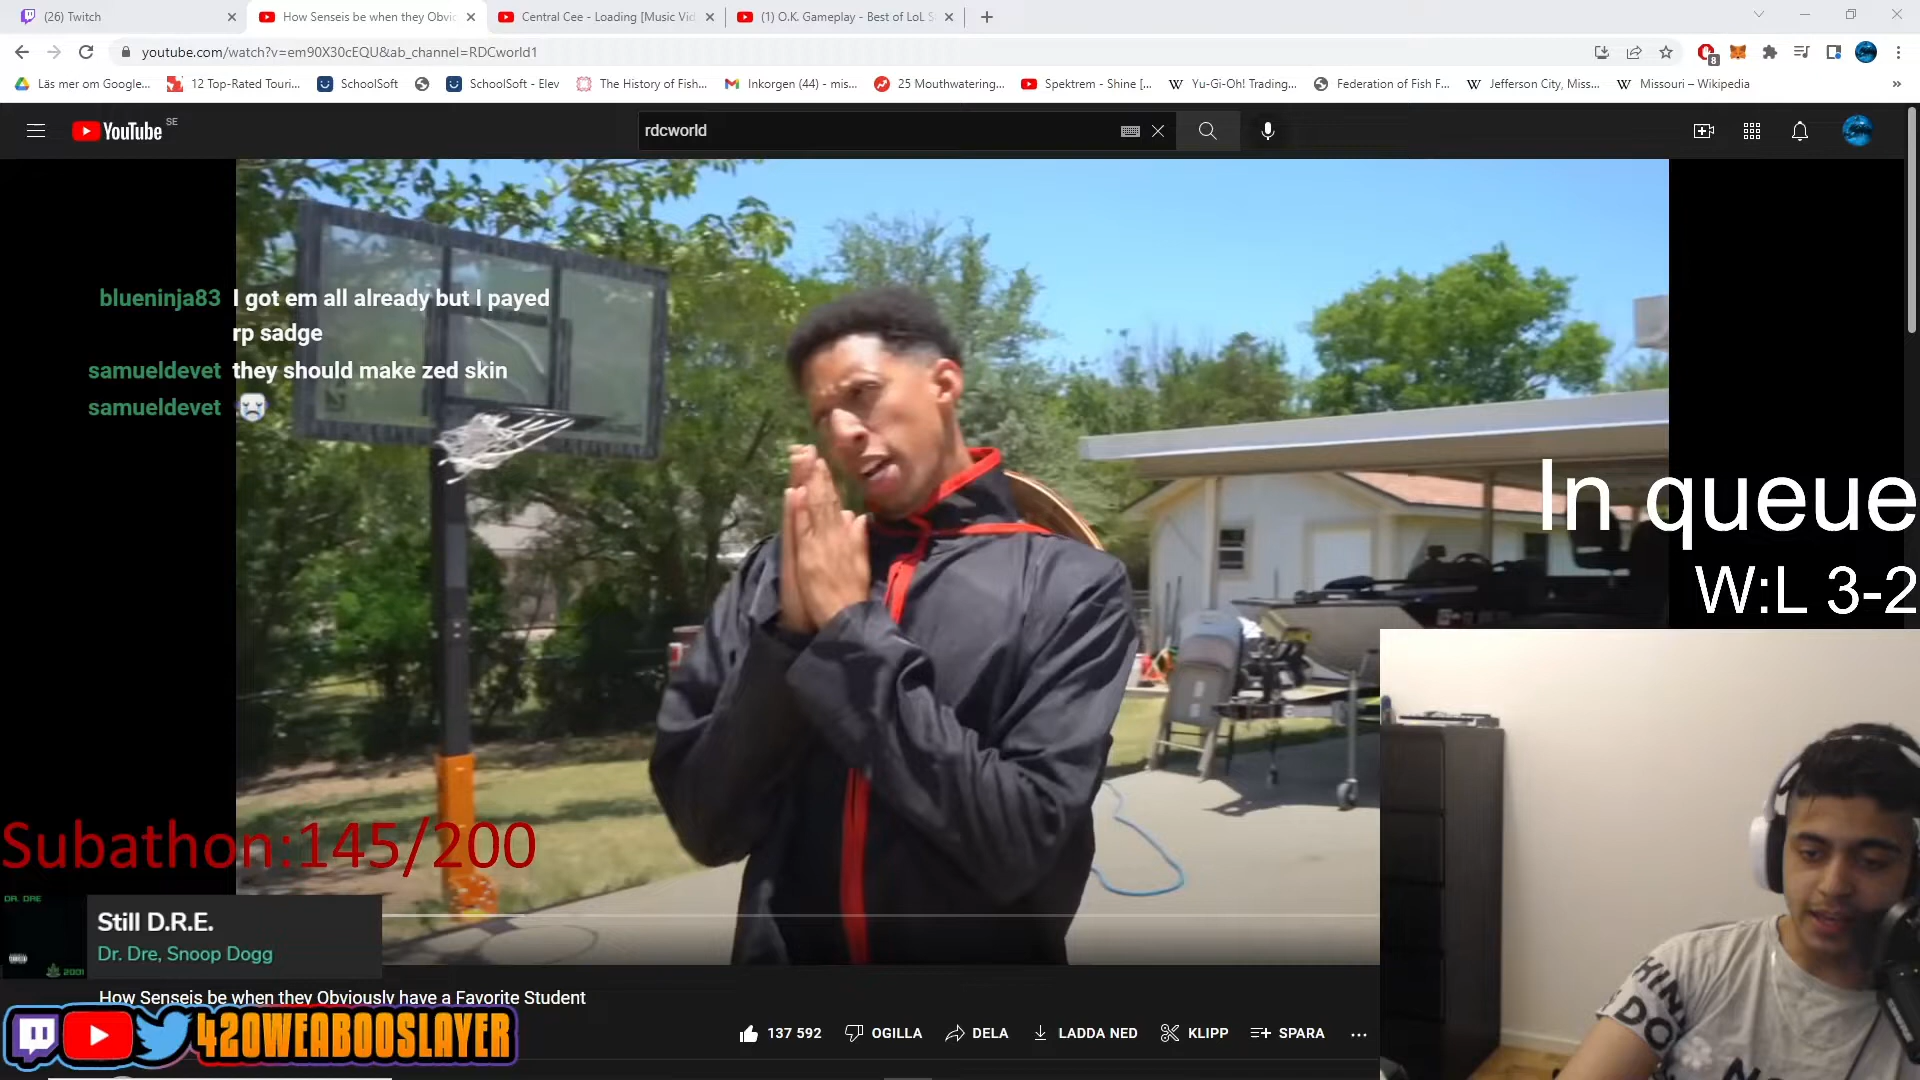 (26) Twitch
How Senseis be when they Obvio
Central Cee - Loading [Music Vid
(1) O.K. Gameplay - Best of LoL S
youtube.com/watch?v=em90X30cEQU&ab_channel=RDCworld1
8
Läs mer om Google...
12 Top-Rated Touri...
SchoolSoft
SchoolSoft - Elev
The History of Fish...
Inkorgen (44) - mis...
25 Mouthwatering...
Spektrem - Shine [...
Yu-Gi-Oh! Trading...
Federation of Fish F...
Jefferson City, Miss...
Missouri – Wikipedia
YouTube SE
rdcworld
blueninja83 I got em all already but I payed
rp sadge
samueldevet they should make zed skin
samueldevet
In queue
W:L 3-2
Subathon:145/200
DR. DRE
2001
Still D.R.E.
Dr. Dre, Snoop Dogg
How Senseis be when they Obviously have a Favorite Student
420WEABOOSLAYER
137 592
OGILLA
DELA
LADDA NED
KLIPP
SPARA